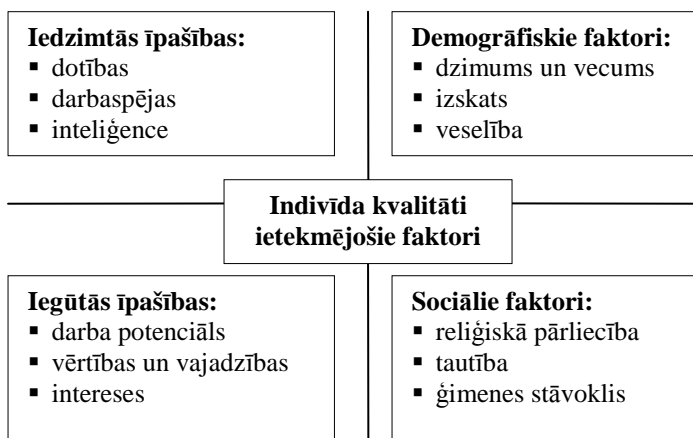 Iedzimtās īpašības:
▪ dotības
▪ darbaspējas
▪ inteliģence
Demogrāfiskie faktori:
▪ dzimums un vecums
▪ izskats
▪ veselība
Indivīda kvalitāti
ietekmējošie faktori
Iegūtās īpašības:
▪ darba potenciāls
▪ vērtības un vajadzības
▪ intereses
Sociālie faktori:
▪ reliģiskā pārliecība
▪ tautība
▪ ģimenes stāvoklis